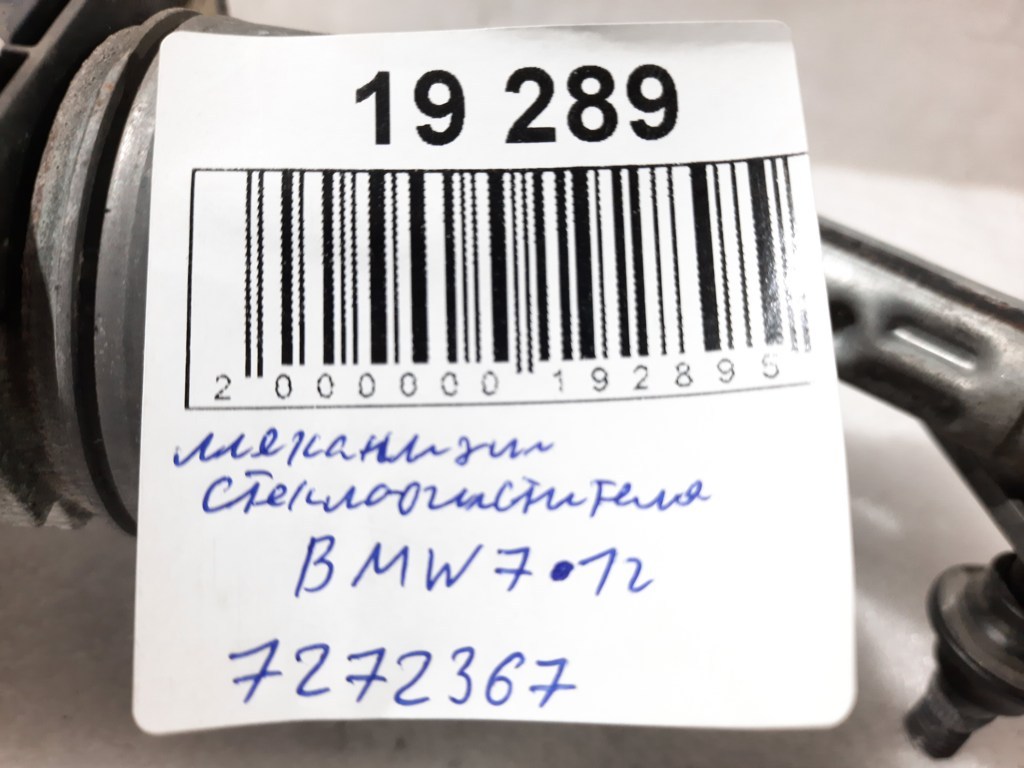 19 289
2 000000 192895
механизм
стеклоочистителя
BMW 7•12
7272367